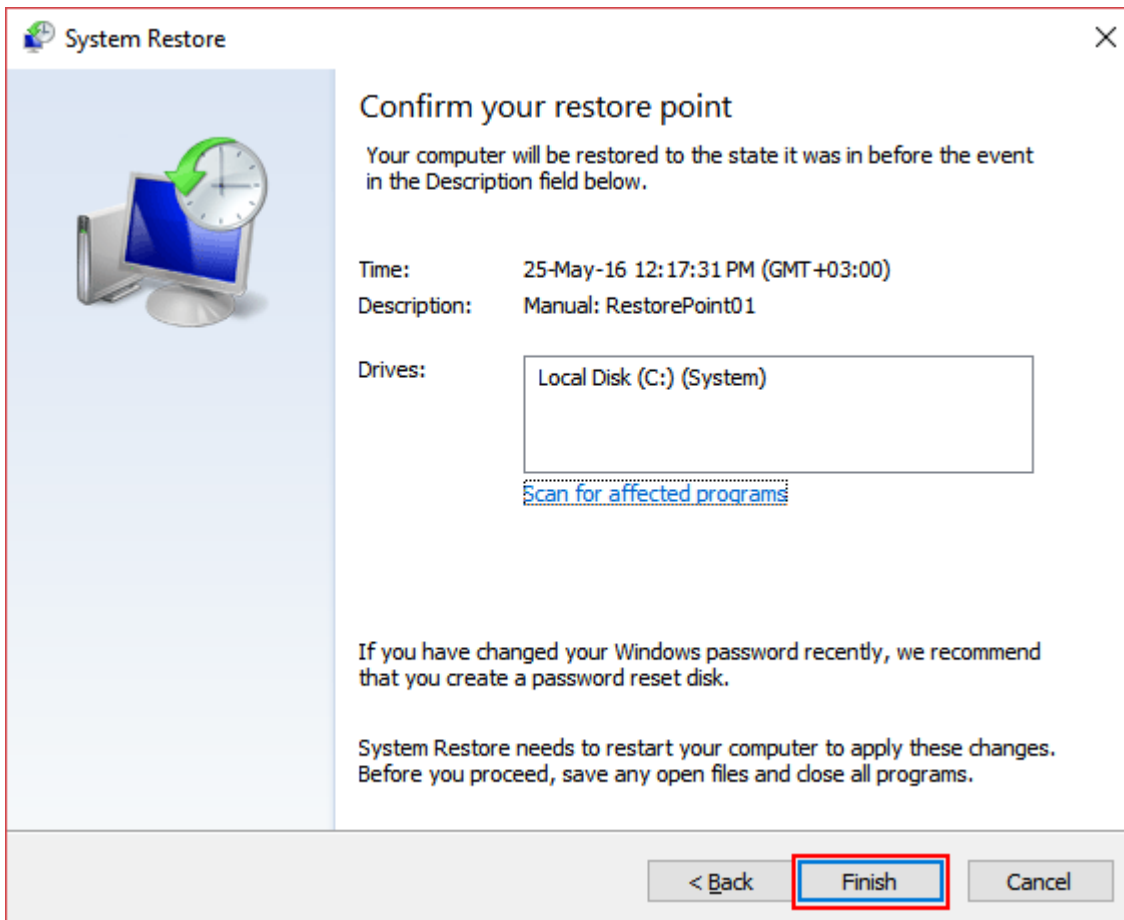 System Restore
Confirm your restore point
Your computer will be restored to the state it was in before the event
in the Description field below.
Time: 25-May-16 12:17:31 PM (GMT+03:00)
Description: Manual: RestorePoint01
Drives: Local Disk (C:) (System)
Scan for affected programs
If you have changed your Windows password recently, we recommend
that you create a password reset disk.
System Restore needs to restart your computer to apply these changes.
Before you proceed, save any open files and close all programs.
< Back Finish Cancel